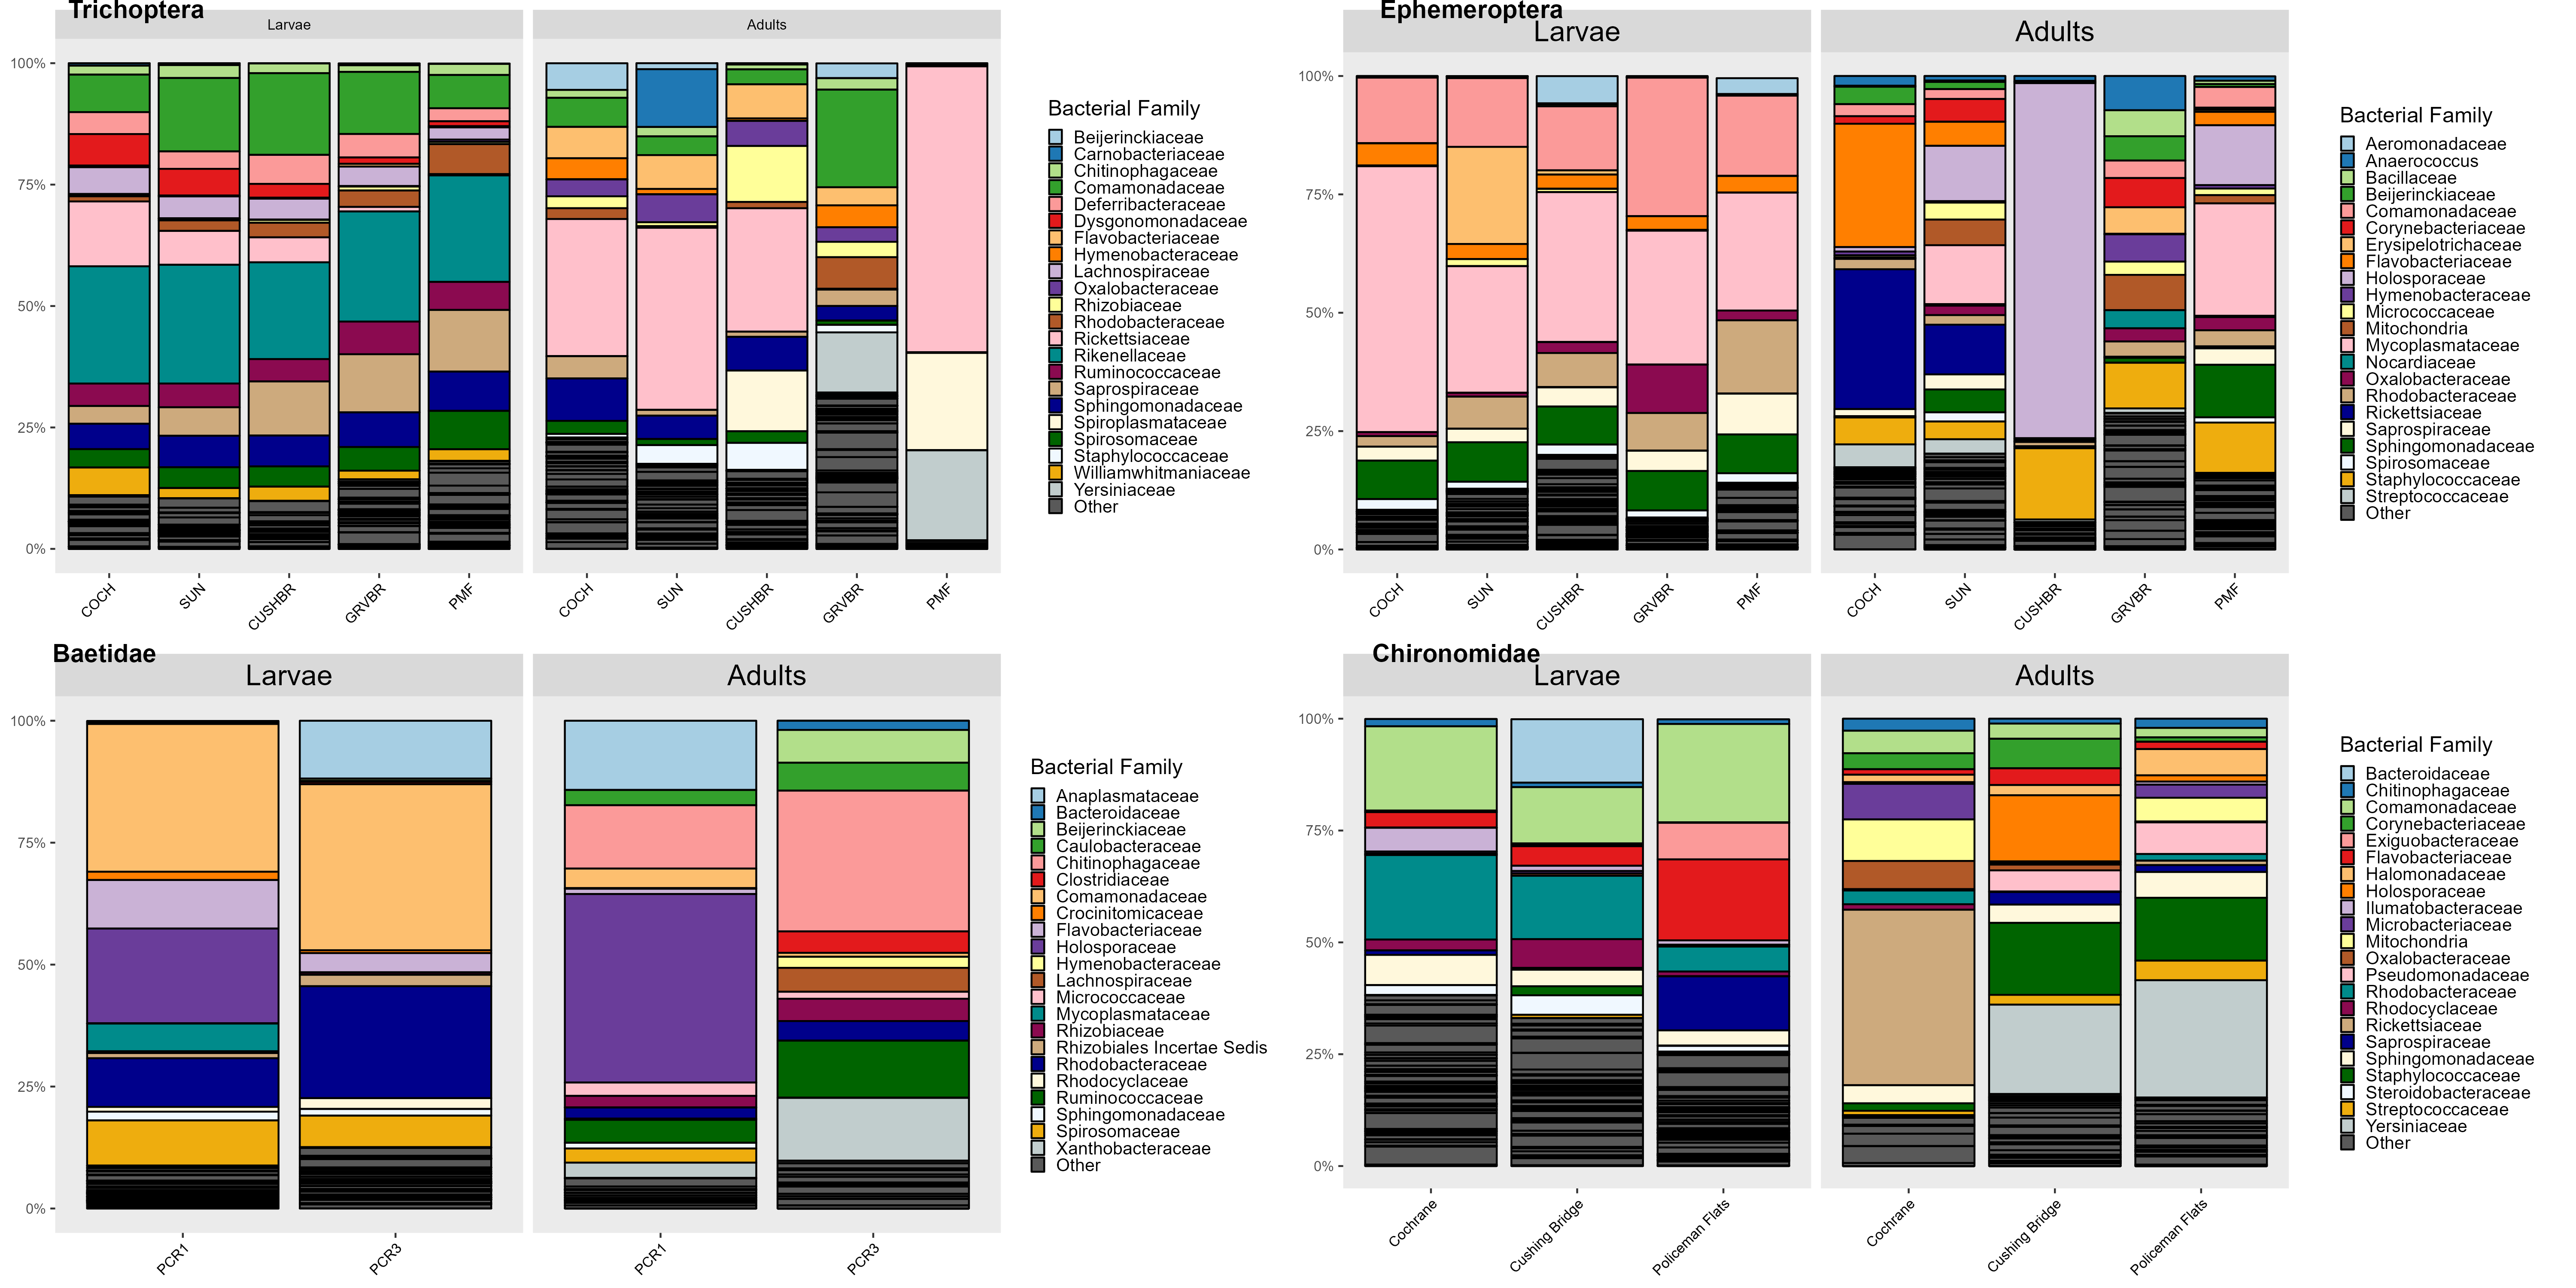 Trichoptera
Larvae
Adults
100%
75%
50%
25%
0%
COCH
SUN
CUSHBR
GRVBR
PMF
COCH
SUN
CUSHBR
GRVBR
PMF
Bacterial Family
Beijerinckiaceae
Carnobacteriaceae
Chitinophagaceae
Comamonadaceae
Deferribacteraceae
Dysgonomonadaceae
Flavobacteriaceae
Hymenobacteraceae
Lachnospiraceae
Oxalobacteraceae
Rhizobiaceae
Rhodobacteraceae
Rickettsiaceae
Rikenellaceae
Ruminococcaceae
Saprospiraceae
Sphingomonadaceae
Spiroplasmataceae
Spirosomaceae
Staphylococcaceae
Williamwhitmaniaceae
Yersiniaceae
Other
Ephemeroptera
Larvae
Adults
100%
75%
50%
25%
0%
COCH
SUN
CUSHBR
GRVBR
PMF
COCH
SUN
CUSHBR
GRVBR
PMF
Bacterial Family
Aeromonadaceae
Anaerococcus
Bacillaceae
Beijerinckiaceae
Comamonadaceae
Corynebacteriaceae
Erysipelotrichaceae
Flavobacteriaceae
Holosporaceae
Hymenobacteraceae
Micrococcaceae
Mitochondria
Mycoplasmataceae
Nocardiaceae
Oxalobacteraceae
Rhodobacteraceae
Rickettsiaceae
Saprospiraceae
Sphingomonadaceae
Spirosomaceae
Staphylococcaceae
Streptococcaceae
Other
Baetidae
Larvae
Adults
100%
75%
50%
25%
0%
PCR1
PCR3
PCR1
PCR3
Bacterial Family
Anaplasmataceae
Bacteroidaceae
Beijerinckiaceae
Caulobacteraceae
Chitinophagaceae
Clostridiaceae
Comamonadaceae
Crocinitomicaceae
Flavobacteriaceae
Holosporaceae
Hymenobacteraceae
Lachnospiraceae
Micrococcaceae
Mycoplasmataceae
Rhizobiaceae
Rhizobiales Incertae Sedis
Rhodobacteraceae
Rhodocyclaceae
Ruminococcaceae
Sphingomonadaceae
Spirosomaceae
Xanthobacteraceae
Other
Chironomidae
Larvae
Adults
100%
75%
50%
25%
0%
Cochrane
Cushing Bridge
Policeman Flats
Cochrane
Cushing Bridge
Policeman Flats
Bacterial Family
Bacteroidaceae
Chitinophagaceae
Comamonadaceae
Corynebacteriaceae
Exiguobacteraceae
Flavobacteriaceae
Halomonadaceae
Holosporaceae
Ilumatobacteraceae
Microbacteriaceae
Mitochondria
Oxalobacteraceae
Pseudomonadaceae
Rhodobacteraceae
Rhodocyclaceae
Rickettsiaceae
Saprospiraceae
Sphingomonadaceae
Staphylococcaceae
Steroidobacteraceae
Streptococcaceae
Yersiniaceae
Other